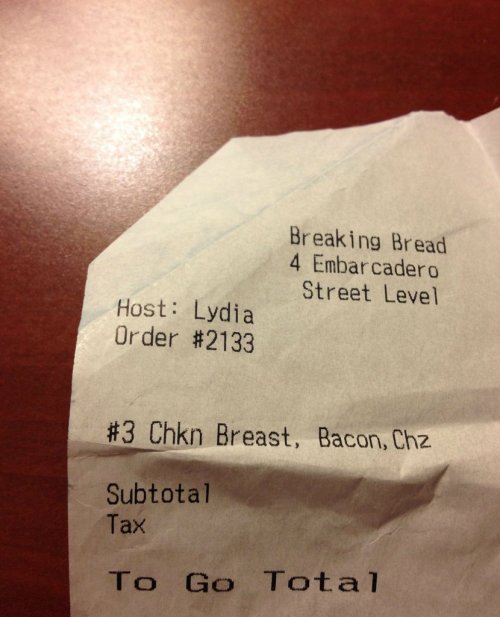 Breaking Bread
4 Embarcadero
Street Level
Host: Lydia
Order #2133
#3 Chkn Breast, Bacon,Chz
Subtotal
Tax
To Go Total